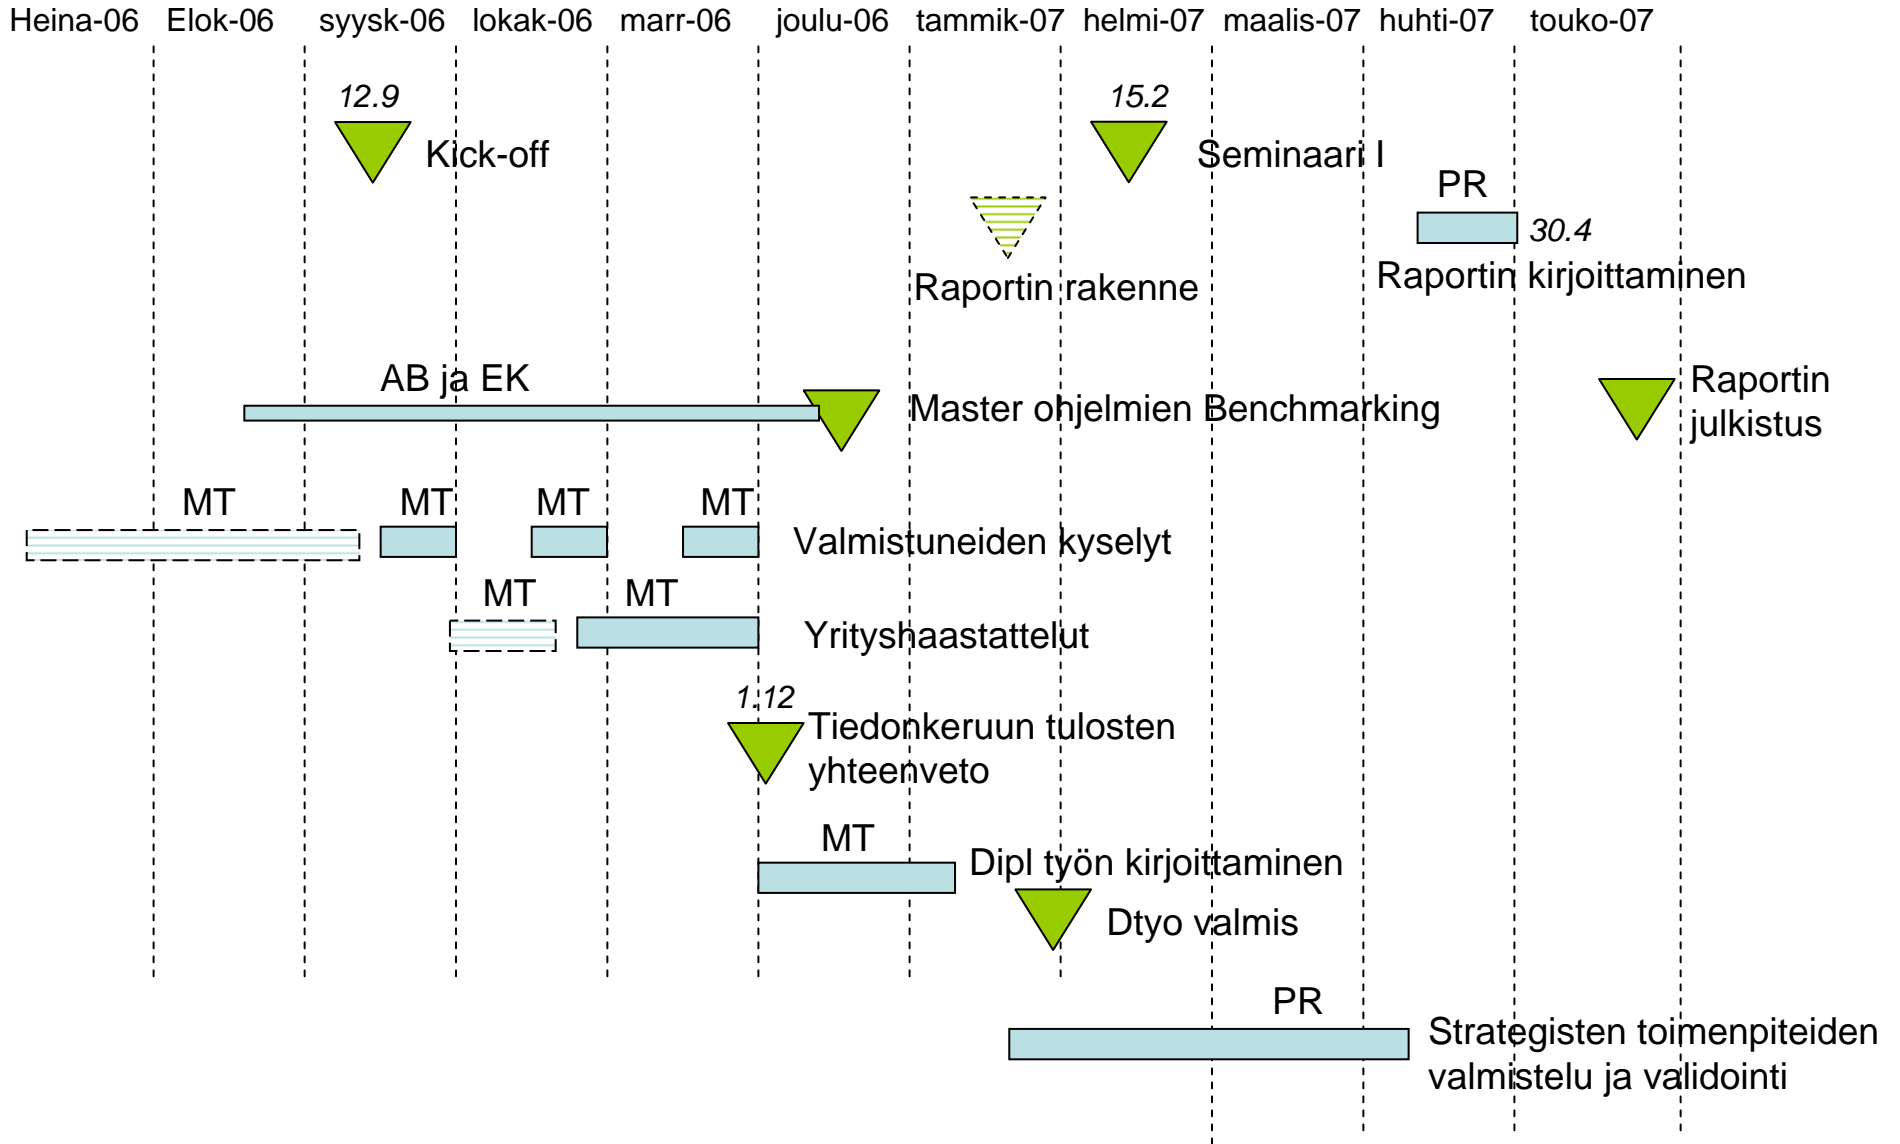 Heina-06 Elok-06 syysk-06 lokak-06 marr-06 joulu-06 tammik-07 helmi-07 maalis-07 huhti-07 touko-07
12.9
Kick-off
15.2
Seminaari I
PR
30.4
Raportin kirjoittaminen
Raportin rakenne
AB ja EK
Master ohjelmien Benchmarking
Raportin
julkistus
MT MT MT MT
Valmistuneiden kyselyt
MT MT
Yrityshaastattelut
1.12
Tiedonkeruun tulosten
yhteenveto
MT
Dipl työn kirjoittaminen
Dtyo valmis
PR
Strategisten toimenpiteiden
valmistelu ja validointi